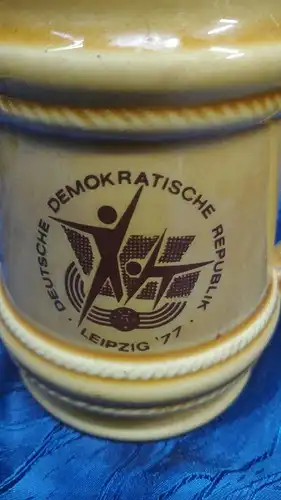 DEUTSCHE DEMOKRATISCHE REPUBLIK
· LEIPZIG '77 ·